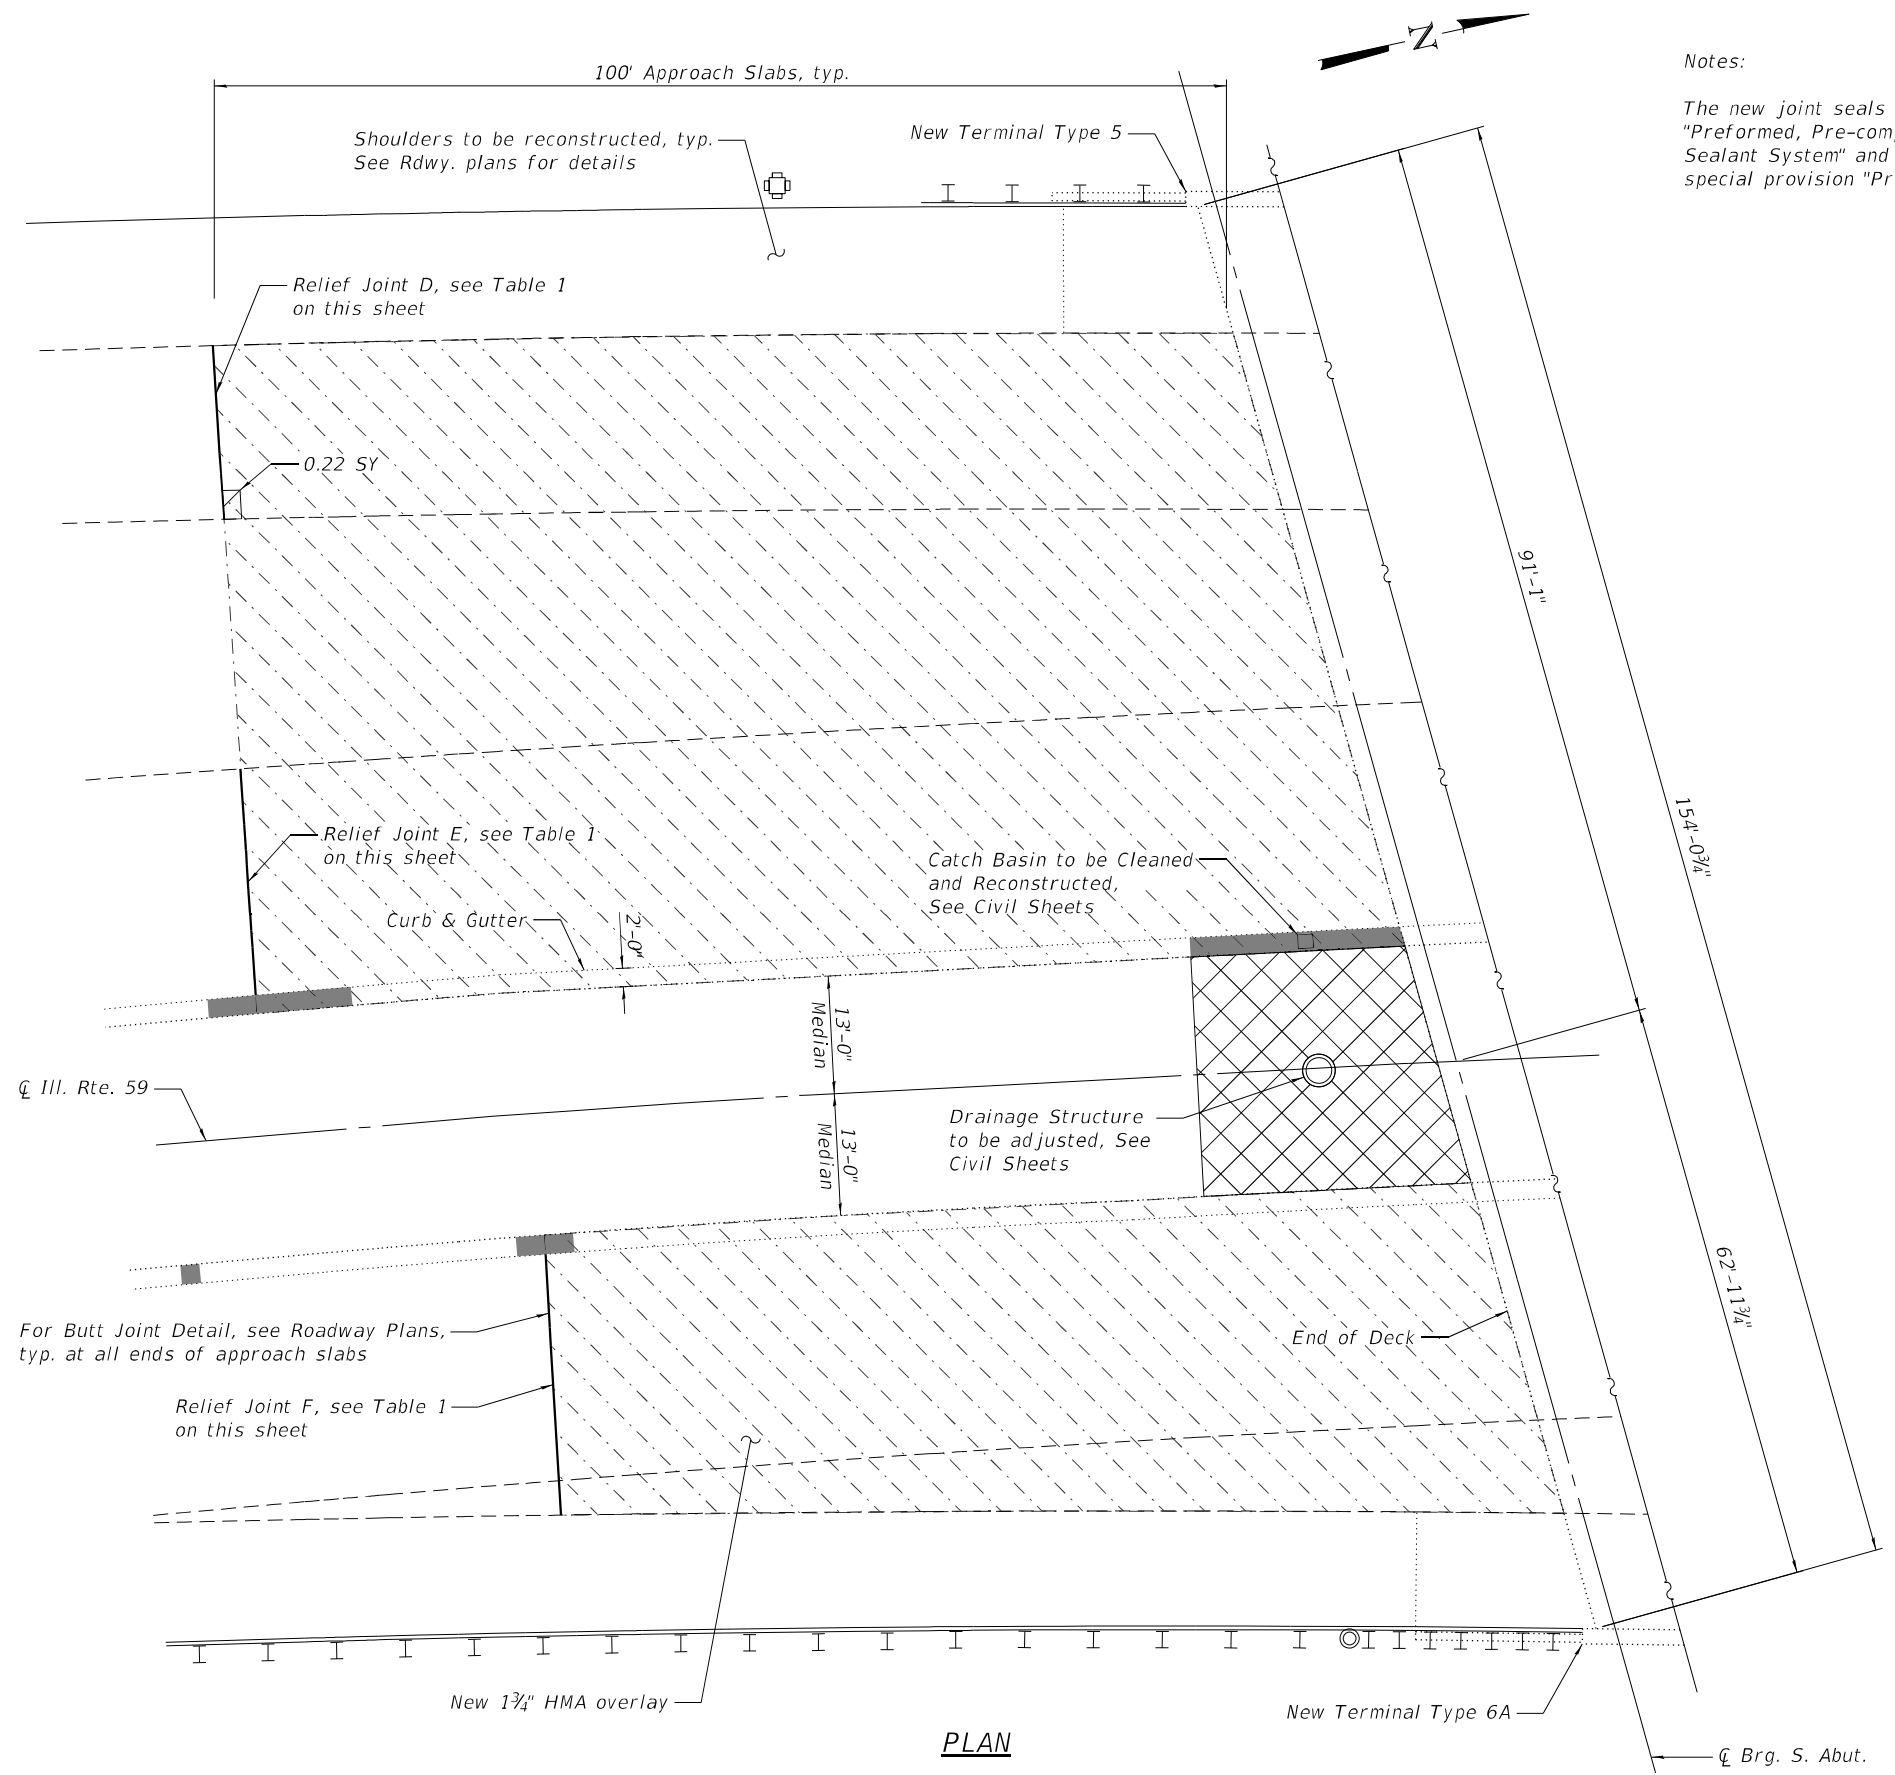 N
Notes:
The new joint seals
"Preformed, Pre-com
Sealant System" and
special provision "Pr
100' Approach Slabs, typ.
Shoulders to be reconstructed, typ.
See Rdwy. plans for details
New Terminal Type 5
Relief Joint D, see Table 1
on this sheet
0.22 SY
91'-1"
154'-0¾"
Relief Joint E, see Table 1
on this sheet
Catch Basin to be Cleaned
and Reconstructed,
See Civil Sheets
Curb & Gutter
2'-0"
13'-0"
Median
℄ Ill. Rte. 59
Drainage Structure
to be adjusted, See
Civil Sheets
13'-0"
Median
62'-11¾"
For Butt Joint Detail, see Roadway Plans,
typ. at all ends of approach slabs
End of Deck
Relief Joint F, see Table 1
on this sheet
New 1¾" HMA overlay
New Terminal Type 6A
PLAN
℄ Brg. S. Abut.